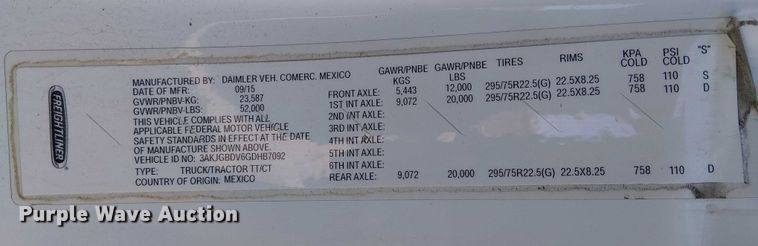 FREIGHTLINER
MANUFACTURED BY: DAIMLER VEH. COMERC. MEXICO
DATE OF MFR: 09/15
GVWR/PNBV-KG: 23,587
GVWR/PNBV-LBS: 52,000
THIS VEHICLE COMPLIES WITH ALL
APPLICABLE FEDERAL MOTOR VEHICLE
SAFETY STANDARDS IN EFFECT AT THE DATE
OF MANUFACTURE SHOWN ABOVE.
VEHICLE ID NO: 3AKJGBDV6GDHB7092
TYPE: TRUCK/TRACTOR TT/CT
COUNTRY OF ORIGIN: MEXICO
GAWR/PNBE KGS GAWR/PNBE LBS TIRES RIMS KPA COLD PSI COLD "S"
FRONT AXLE: 5,443 12,000 295/75R22.5(G) 22.5X8.25 758 110 S
1ST INT AXLE: 9,072 20,000 295/75R22.5(G) 22.5X8.25 758 110 D
2ND INT AXLE:
3RD INT AXLE:
4TH INT AXLE:
5TH INT AXLE:
6TH INT AXLE:
REAR AXLE: 9,072 20,000 295/75R22.5(G) 22.5X8.25 758 110 D
Purple Wave Auction